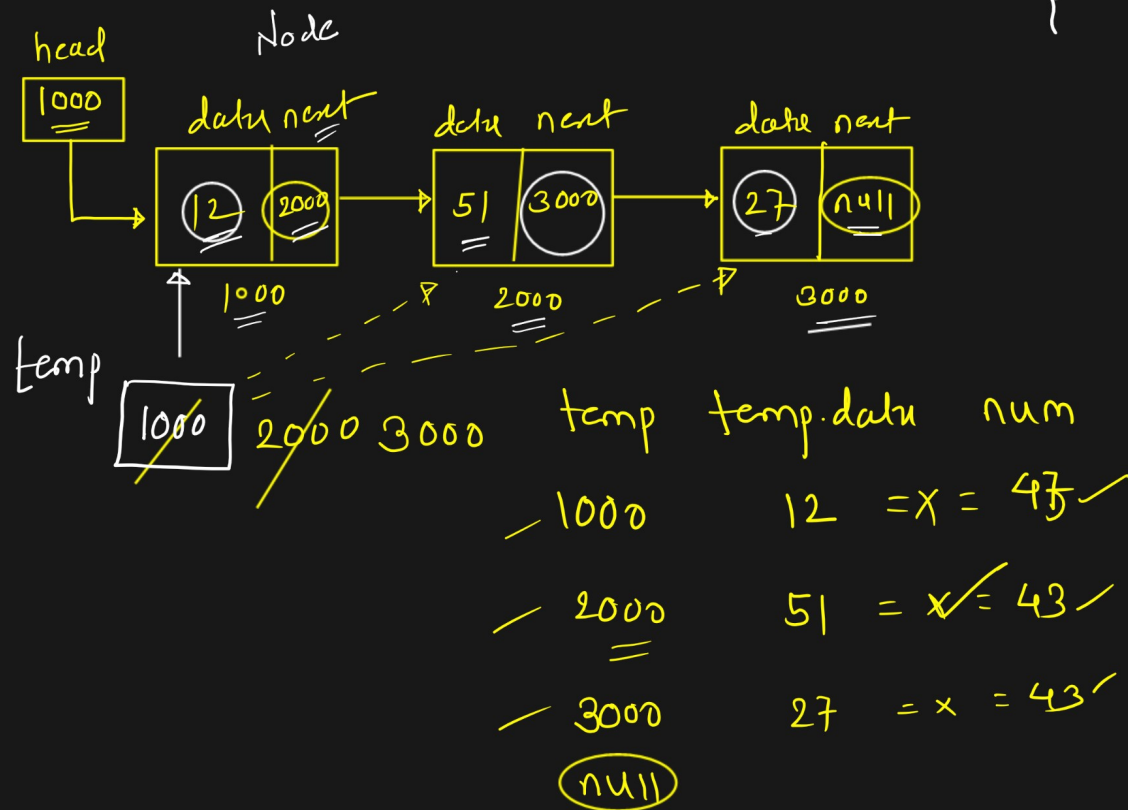 head Node
1000
data next data next data next
12 2000 51 3000 27 null
1000 2000 3000
temp
1000 2000 3000
temp temp.data num
1000 12 =x= 43
2000 51 =x= 43
3000 27 =x= 43
null